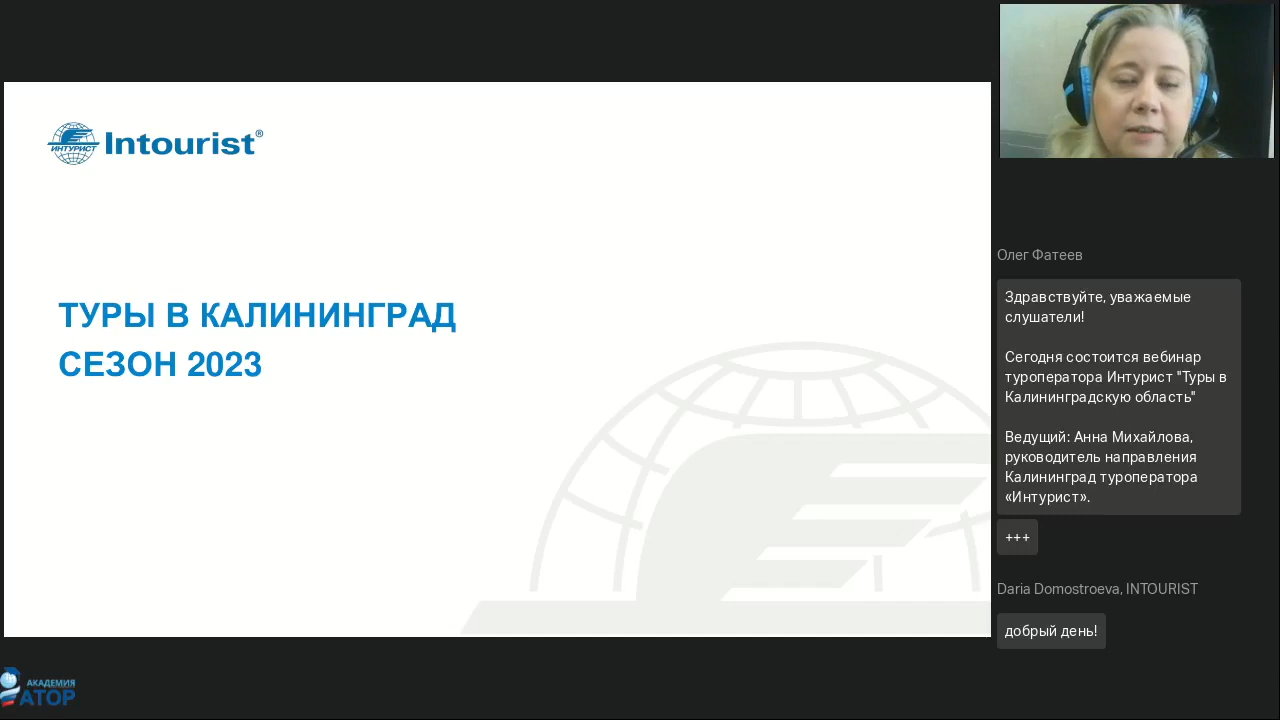 ИНТУРИСТ Intourist®
ТУРЫ В КАЛИНИНГРАД
СЕЗОН 2023
Олег Фатеев
Здравствуйте, уважаемые
слушатели!
Сегодня состоится вебинар
туроператора Интурист "Туры в
Калининградскую область"
Ведущий: Анна Михайлова,
руководитель направления
Калининград туроператора
«Интурист».
+++
Daria Domostroeva, INTOURIST
добрый день!
АКАДЕМИЯ
АТОР